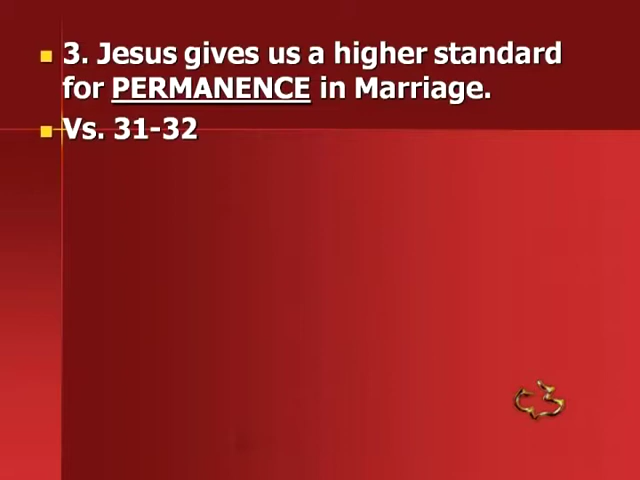 3. Jesus gives us a higher standard
for PERMANENCE in Marriage.
Vs. 31-32